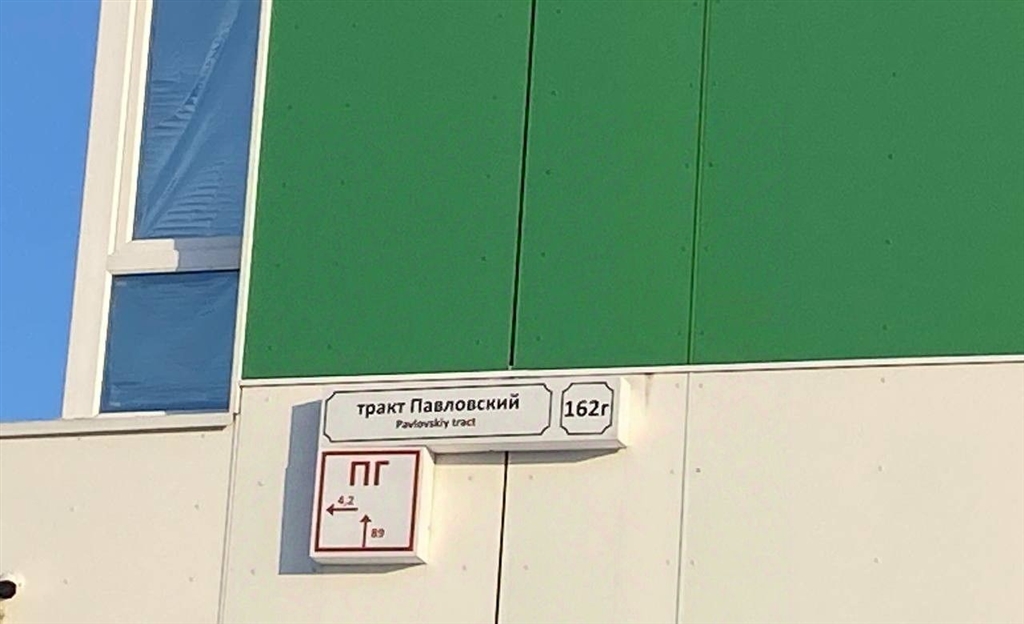 тракт Павловский
Pavlovskiy tract
162г
ПГ
4,2
89